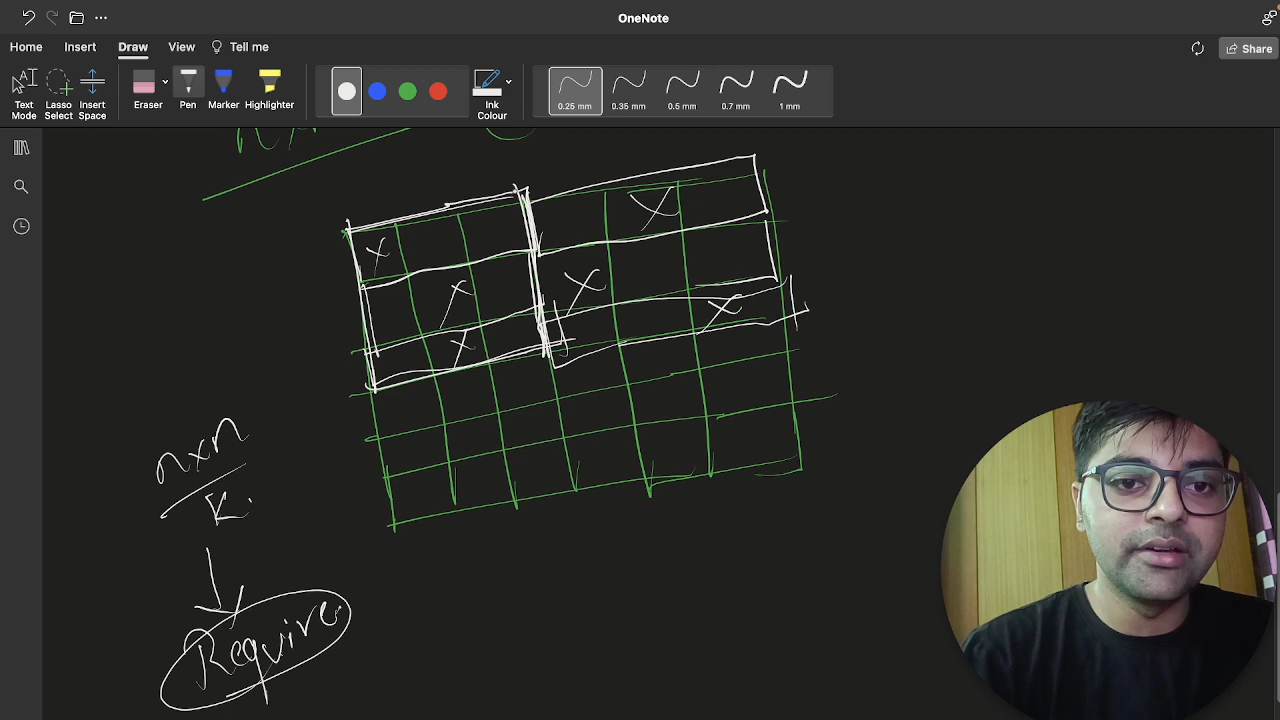 OneNote
Home Insert Draw View Tell me
Share
Text Mode
Lasso Select
Insert Space
Eraser
Pen
Marker
Highlighter
Ink Colour
0.25 mm
0.35 mm
0.5 mm
0.7 mm
1 mm
x
x
x
x
x
x
n×n
K
Require